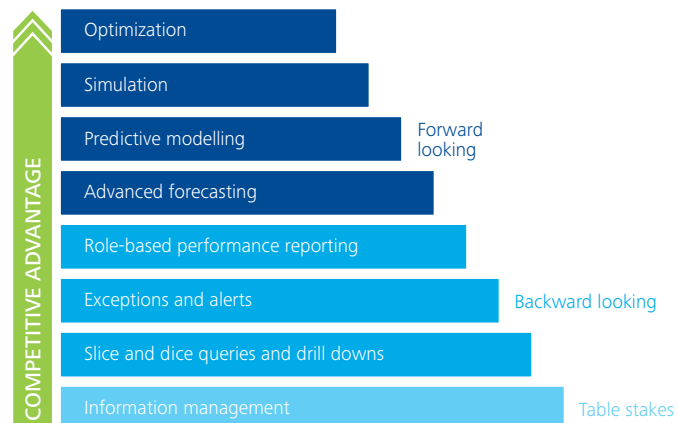 Optimization
Simulation
Predictive modelling
Forward
looking
Advanced forecasting
Role-based performance reporting
Exceptions and alerts
Backward looking
Slice and dice queries and drill downs
Information management
Table stakes
COMPETITIVE ADVANTAGE